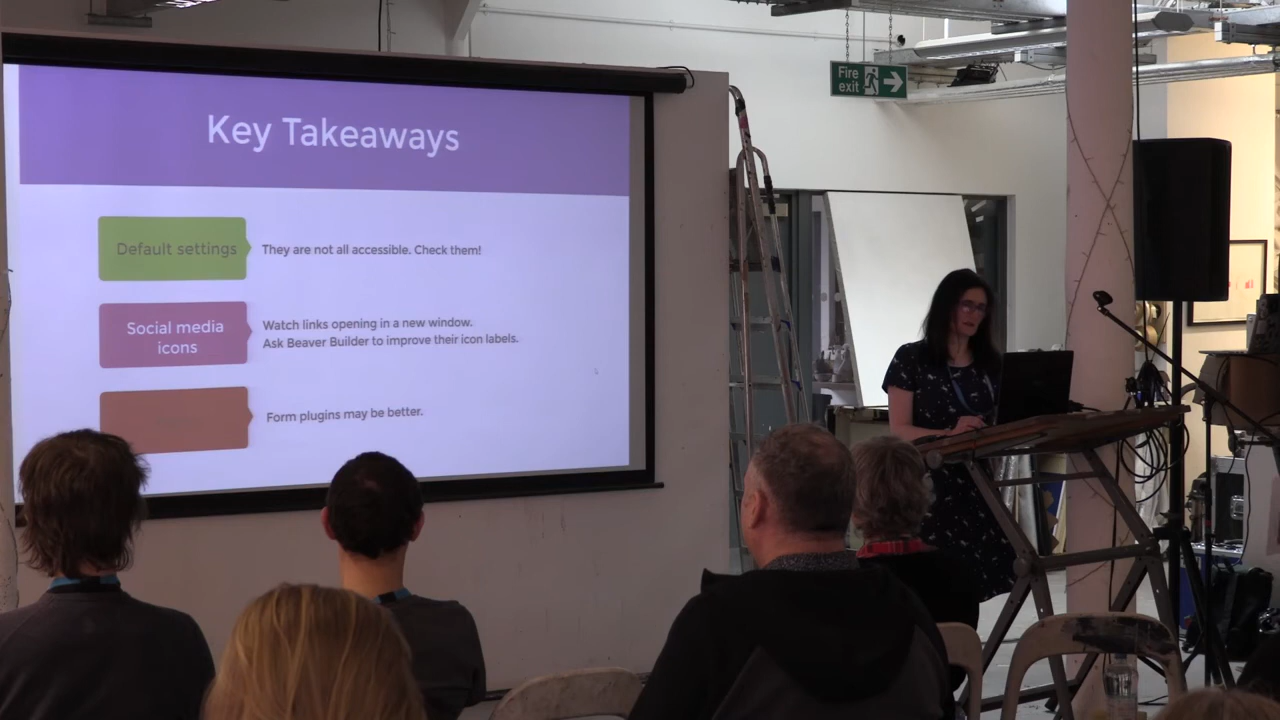 Fire
exit
Key Takeaways
Default settings
They are not all accessible. Check them!
Social media
icons
Watch links opening in a new window.
Ask Beaver Builder to improve their icon labels.
Form plugins may be better.